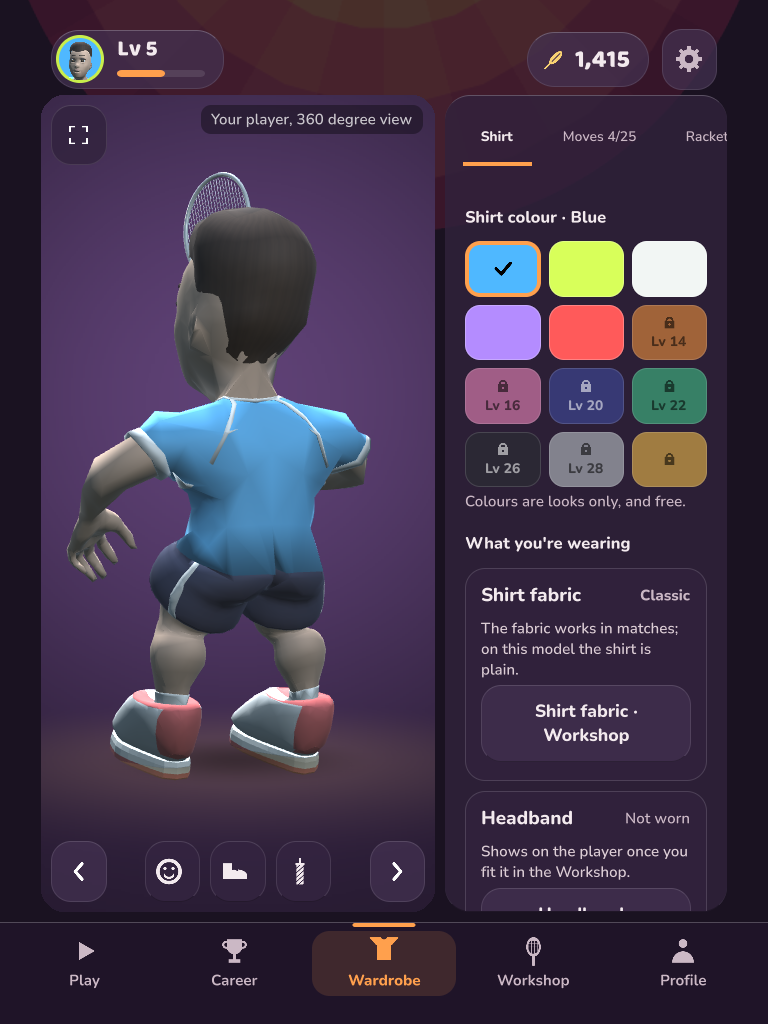 Lv 5
1,415
Your player, 360 degree view
Shirt
Moves 4/25
Racket
Shirt colour · Blue
Lv 14
Lv 16
Lv 20
Lv 22
Lv 26
Lv 28
Colours are looks only, and free.
What you're wearing
Shirt fabric
Classic
The fabric works in matches;
on this model the shirt is
plain.
Shirt fabric ·
Workshop
Headband
Not worn
Shows on the player once you
fit it in the Workshop.
Play
Career
Wardrobe
Workshop
Profile